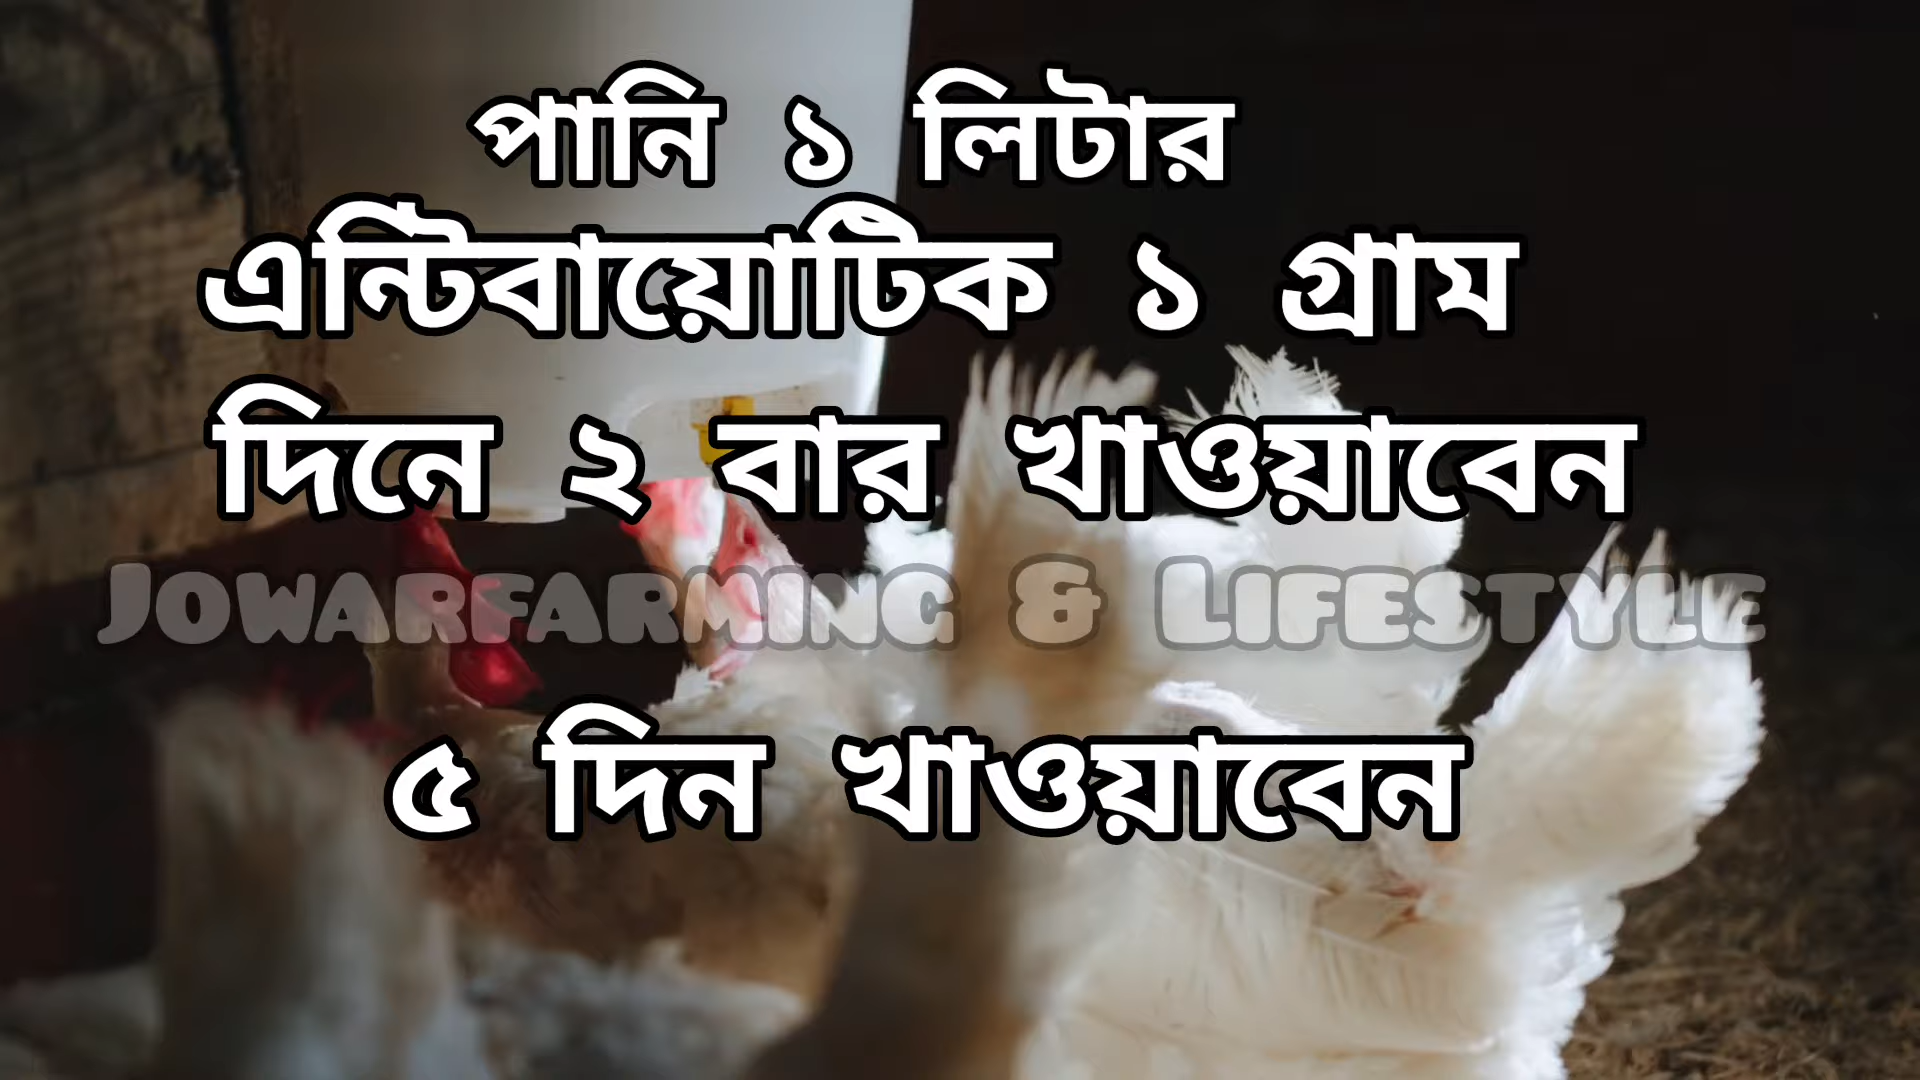 পানি ১ লিটার
এন্টিবায়োটিক ১ গ্রাম
দিনে ২ বার খাওয়াবেন
JOWARFARMING & LIFESTYLE
৫ দিন খাওয়াবেন